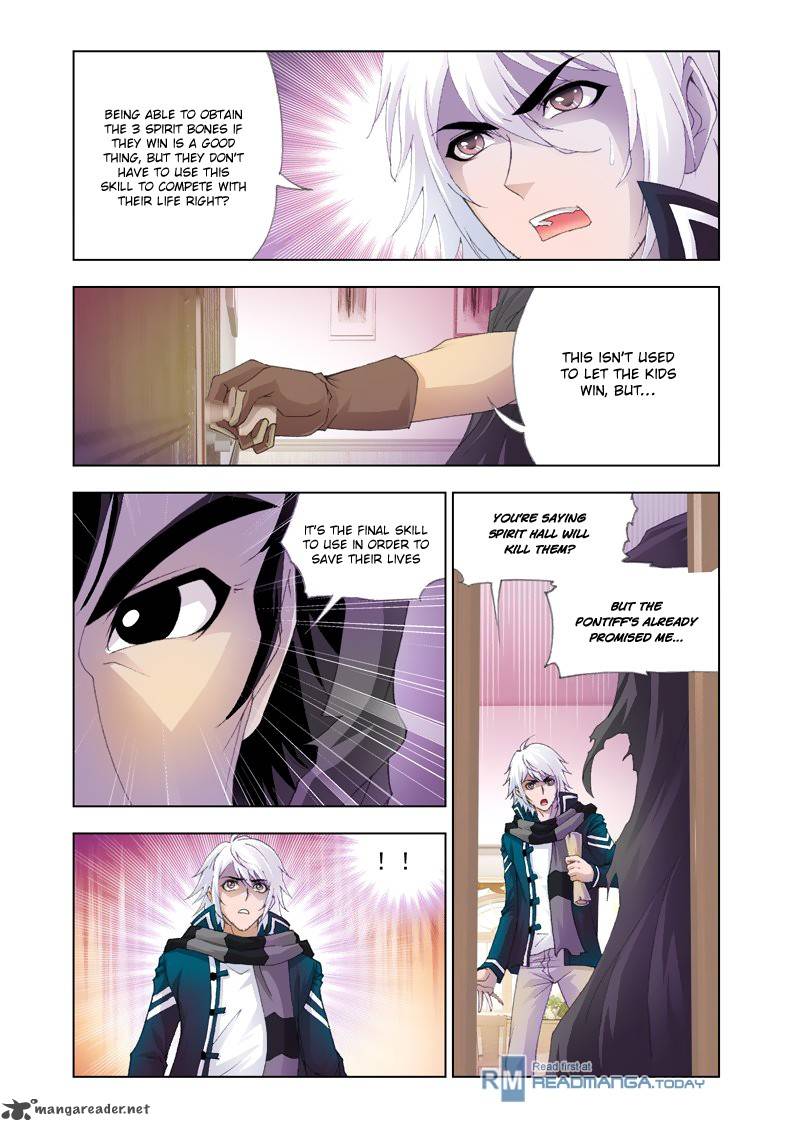 BEING ABLE TO OBTAIN
THE 3 SPIRIT BONES IF
THEY WIN IS A GOOD
THING, BUT THEY DON'T
HAVE TO USE THIS
SKILL TO COMPETE WITH
THEIR LIFE RIGHT?
THIS ISN'T USED
TO LET THE KIDS
WIN, BUT...
IT'S THE FINAL SKILL
TO USE IN ORDER TO
SAVE THEIR LIVES
YOU'RE SAYING
SPIRIT HALL WILL
KILL THEM?
BUT THE
PONTIFF'S ALREADY
PROMISED ME...
! !
Read first at
RM READMANGA.TODAY
mangareader.net